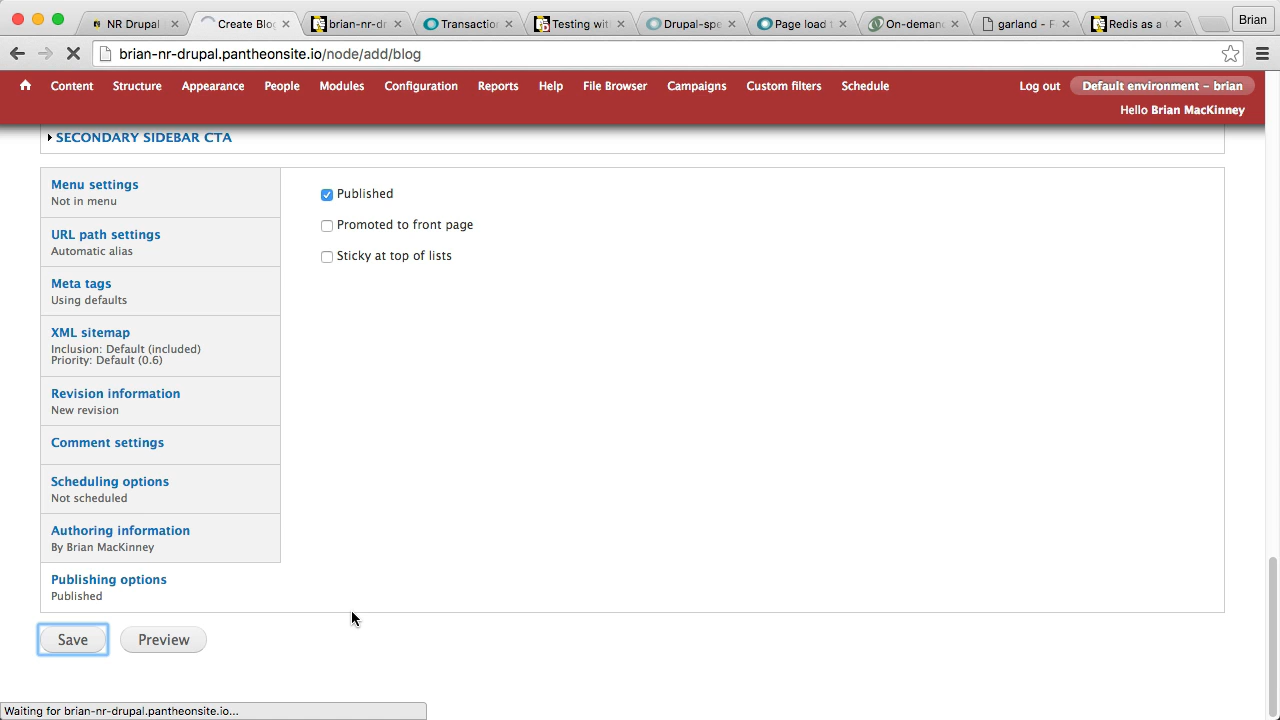 NR Drupal
Create Blo
brian-nr-dr
Transactio
Testing wit
Drupal-spe
Page load t
On-deman
garland - F
Redis as a
Brian
brian-nr-drupal.pantheonsite.io/node/add/blog
Content Structure Appearance People Modules Configuration Reports Help File Browser Campaigns Custom filters Schedule Log out Default environment - brian
Hello Brian MacKinney
SECONDARY SIDEBAR CTA
Menu settings
Not in menu
URL path settings
Automatic alias
Meta tags
Using defaults
XML sitemap
Inclusion: Default (included)
Priority: Default (0.6)
Revision information
New revision
Comment settings
Scheduling options
Not scheduled
Authoring information
By Brian MacKinney
Publishing options
Published
Published
Promoted to front page
Sticky at top of lists
Save Preview
Waiting for brian-nr-drupal.pantheonsite.io...